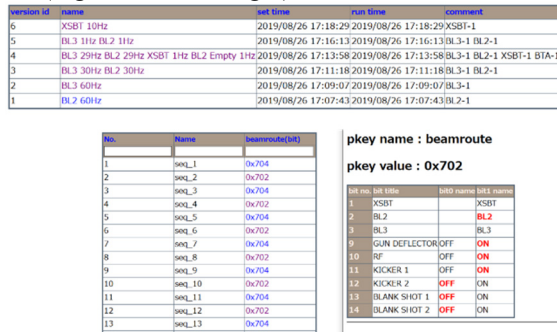 version id name set time run time comment
6 XSBT 10Hz 2019/08/26 17:18:29 2019/08/26 17:18:29 XSBT-1
5 BL3 1Hz BL2 1Hz 2019/08/26 17:16:13 2019/08/26 17:16:13 BL3-1 BL2-1
4 BL3 29Hz BL2 29Hz XSBT 1Hz BL2 Empty 1Hz 2019/08/26 17:13:58 2019/08/26 17:13:58 BL3-1 BL2-1 XSBT-1 BTA-1
3 BL3 30Hz BL2 30Hz 2019/08/26 17:11:18 2019/08/26 17:11:18 BL3-1 BL2-1
2 BL3 60Hz 2019/08/26 17:09:07 2019/08/26 17:09:07 BL3-1
1 BL2 60Hz 2019/08/26 17:07:43 2019/08/26 17:07:43 BL2-1
No. Name beamroute(bit)
1 seq_1 0x704
2 seq_2 0x702
3 seq_3 0x704
4 seq_4 0x702
5 seq_5 0x704
6 seq_6 0x702
7 seq_7 0x704
8 seq_8 0x702
9 seq_9 0x704
10 seq_10 0x702
11 seq_11 0x704
12 seq_12 0x702
13 seq_13 0x704
pkey name : beamroute
pkey value : 0x702
bit no. bit title bit0 name bit1 name
1 XSBT XSBT
2 BL2 BL2
3 BL3 BL3
9 GUN DEFLECTOR OFF ON
10 RF OFF ON
11 KICKER 1 OFF ON
12 KICKER 2 OFF ON
13 BLANK SHOT 1 OFF ON
14 BLANK SHOT 2 OFF ON